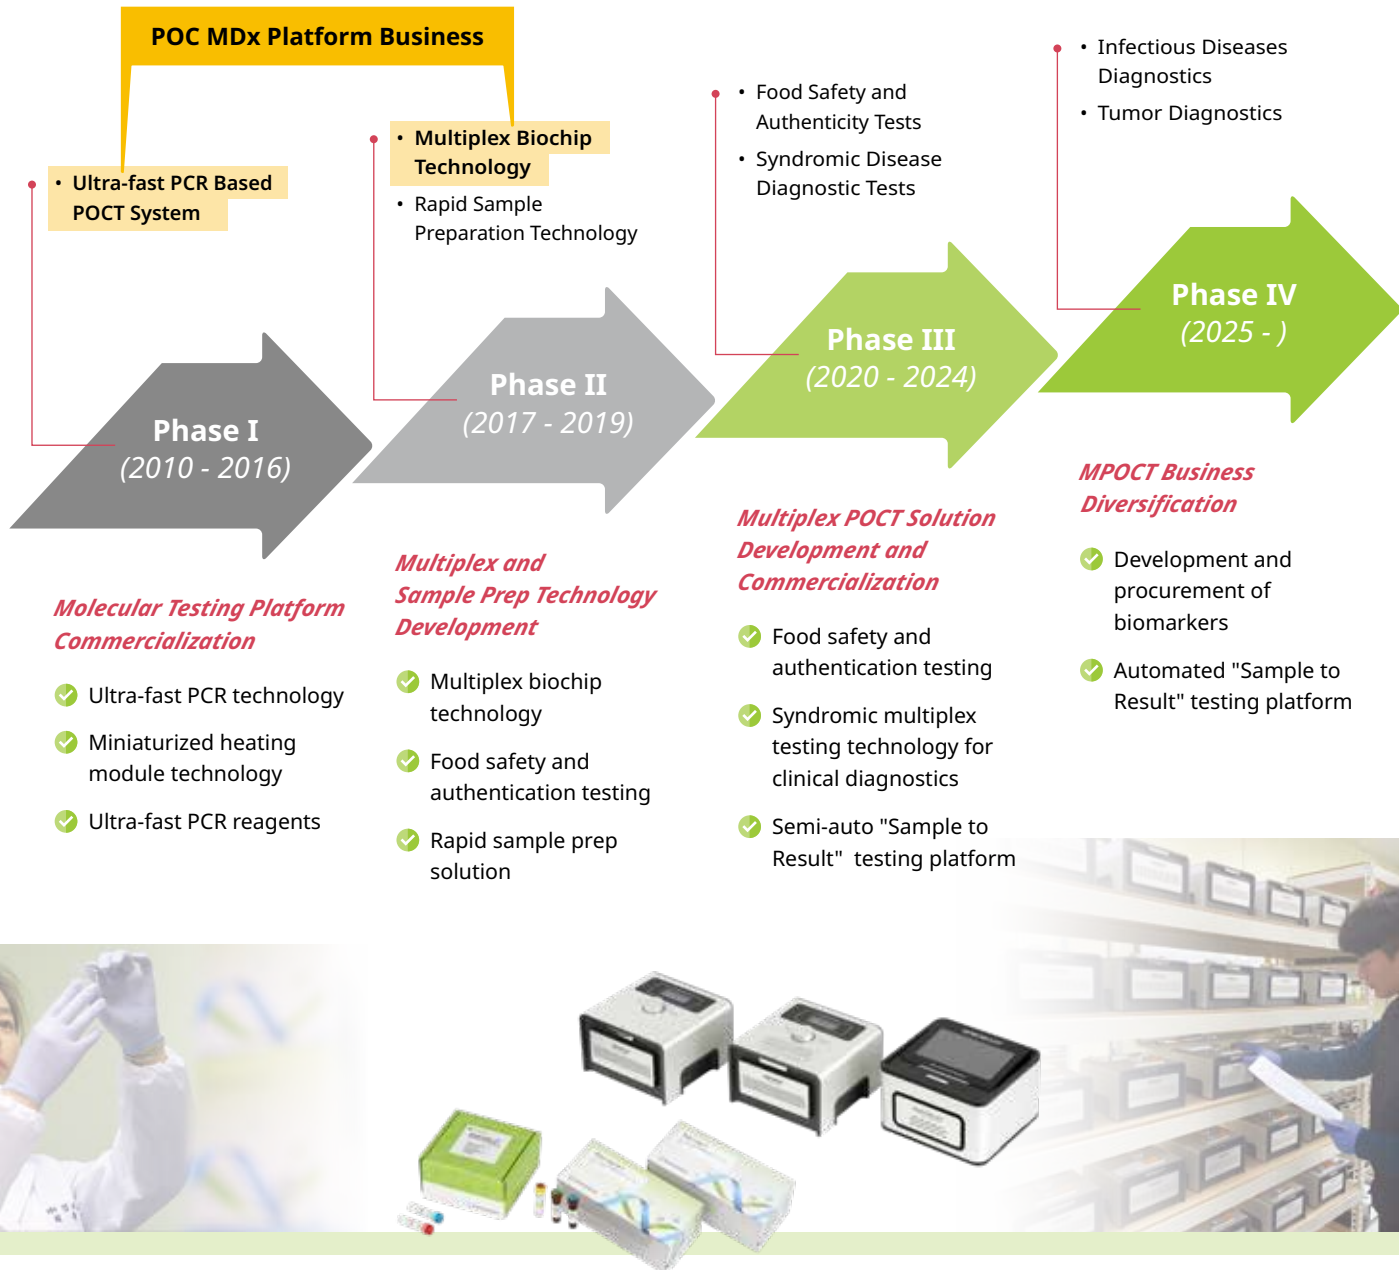 POC MDx Platform Business
• Ultra-fast PCR Based
POCT System
• Multiplex Biochip
Technology
• Rapid Sample
Preparation Technology
• Food Safety and
Authenticity Tests
• Syndromic Disease
Diagnostic Tests
• Infectious Diseases
Diagnostics
• Tumor Diagnostics
Phase I
(2010 - 2016)
Phase II
(2017 - 2019)
Phase III
(2020 - 2024)
Phase IV
(2025 - )
Molecular Testing Platform
Commercialization
Ultra-fast PCR technology
Miniaturized heating
module technology
Ultra-fast PCR reagents
Multiplex and
Sample Prep Technology
Development
Multiplex biochip
technology
Food safety and
authentication testing
Rapid sample prep
solution
Multiplex POCT Solution
Development and
Commercialization
Food safety and
authentication testing
Syndromic multiplex
testing technology for
clinical diagnostics
Semi-auto "Sample to
Result"  testing platform
MPOCT Business
Diversification
Development and
procurement of
biomarkers
Automated "Sample to
Result" testing platform